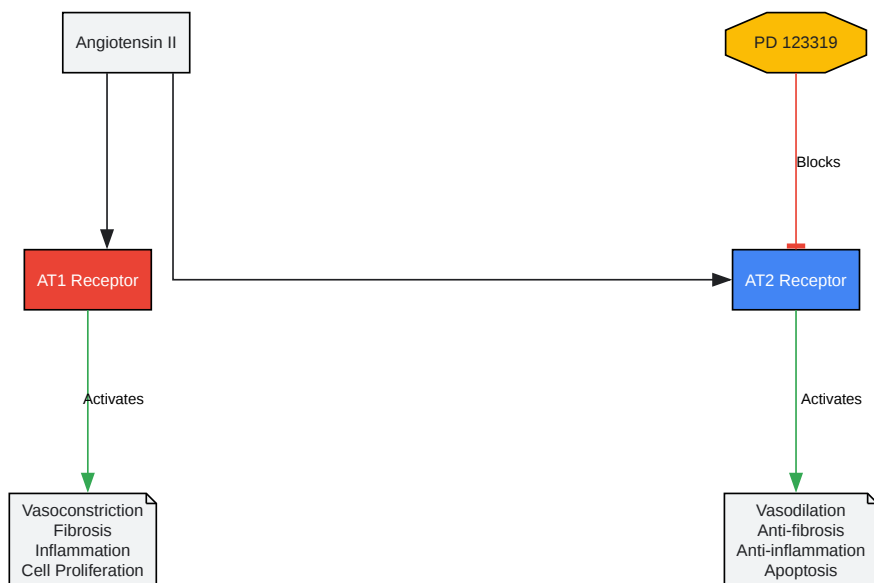 Angiotensin II
PD 123319
Blocks
AT1 Receptor
AT2 Receptor
Activates
Activates
Vasoconstriction
Fibrosis
Inflammation
Cell Proliferation
Vasodilation
Anti-fibrosis
Anti-inflammation
Apoptosis